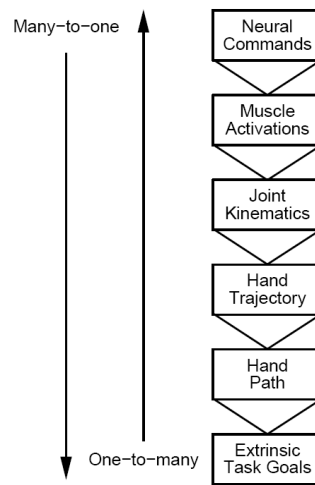 Many-to-one
Neural
Commands
Muscle
Activations
Joint
Kinematics
Hand
Trajectory
Hand
Path
One-to-many
Extrinsic
Task Goals